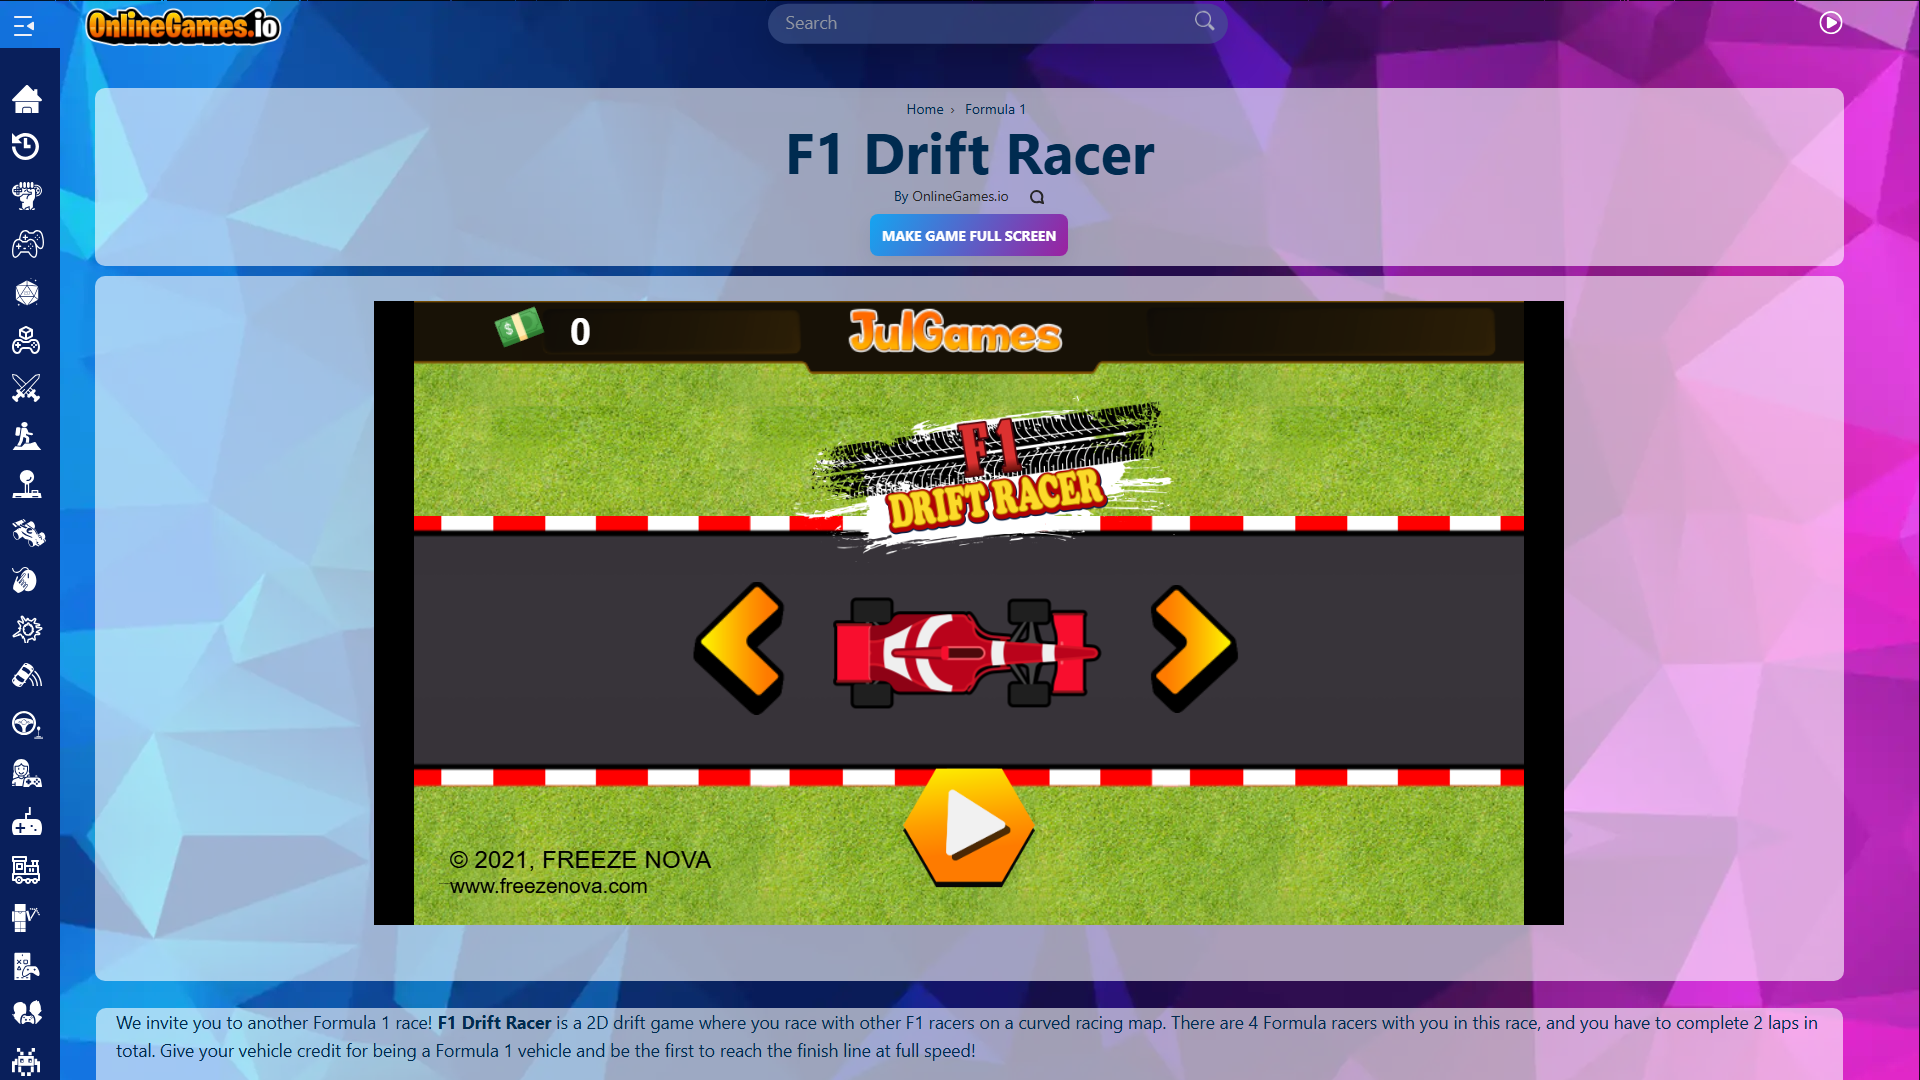 OnlineGames.io
Search
Home › Formula 1
F1 Drift Racer
By OnlineGames.io
MAKE GAME FULL SCREEN
0
JulGames
F1
DRIFT RACER
© 2021, FREEZE NOVA
www.freezenova.com
We invite you to another Formula 1 race! F1 Drift Racer is a 2D drift game where you race with other F1 racers on a curved racing map. There are 4 Formula racers with you in this race, and you have to complete 2 laps in
total. Give your vehicle credit for being a Formula 1 vehicle and be the first to reach the finish line at full speed!